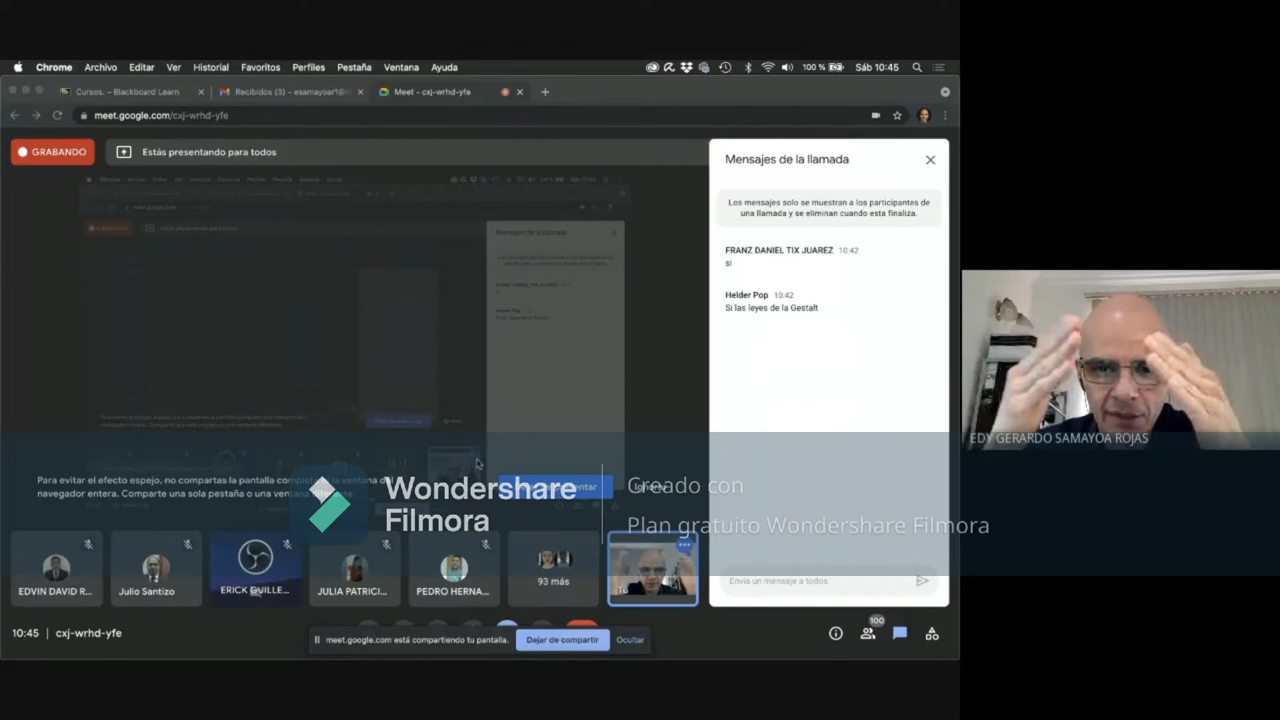 Chrome Archivo Editar Ver Historial Favoritos Perfiles Pestaña Ventana Ayuda 100 % Sáb 10:45
Cursos. – Blackboard Learn
Recibidos (3) - esamayoar1@
Meet - cxj-wrhd-yfe
meet.google.com/cxj-wrhd-yfe
GRABANDO
Estás presentando para todos
Mensajes de la llamada
Los mensajes solo se muestran a los participantes de
una llamada y se eliminan cuando esta finaliza.
FRANZ DANIEL TIX JUAREZ 10:42
si
Helder Pop 10:42
Si las leyes de la Gestalt
EDY GERARDO SAMAYOA ROJAS
Para evitar el efecto espejo, no compartas la pantalla
navegador entera. Comparte una sola pestaña o una
Wondershare
Filmora
Creado con
Plan gratuito Wondershare Filmora
EDVIN DAVID R...
Julio Santizo
ERICK GUILLE...
JULIA PATRICI...
PEDRO HERNA...
93 más
Tú
Envía un mensaje a todos
10:45 | cxj-wrhd-yfe
meet.google.com está compartiendo tu pantalla.
Dejar de compartir
Ocultar
100